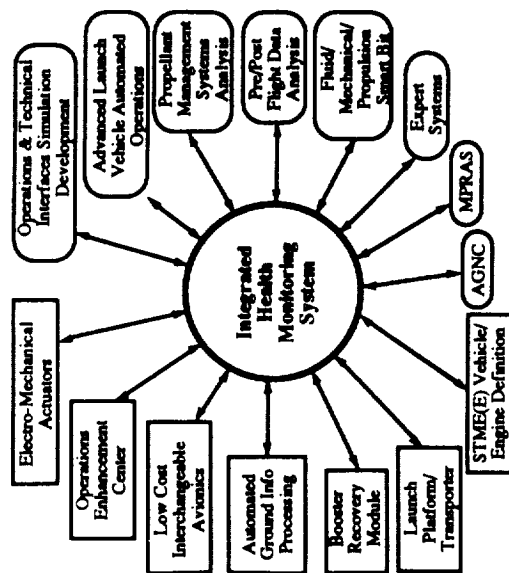 Operations & Technical
Interfaces Simulation
Development
Electro-Mechanical
Actuators
Advanced Launch
Vehicle Automated
Operations
Operations
Enhancement
Center
Propellant
Management
Systems
Analysis
Low Cost
Interchangeable
Avionics
Integrated
Health
Monitoring
System
Pre/Post
Flight Data
Analysis
Automated
Ground Info
Processing
Fluid/
Mechanical/
Propulsion
Smart Bit
Booster
Recovery
Module
Expert
Systems
Launch
Platform/
Transporter
MPRAS
AGNC
STME(E) Vehicle/
Engine Definition